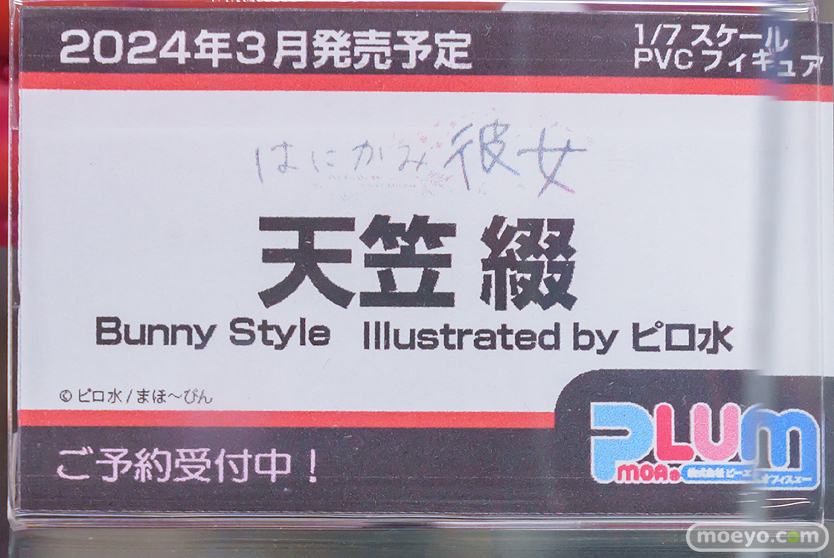 2024年3月発売予定
1/7 スケール
PVC フィギュア
はにかみ彼女
天笠 綴
Bunny Style Illustrated by ピロ水
© ピロ水 / まほ～びん
ご予約受付中！
PLUM
MOA
株式会社 ピーエムオフィスエー
moeyo.com